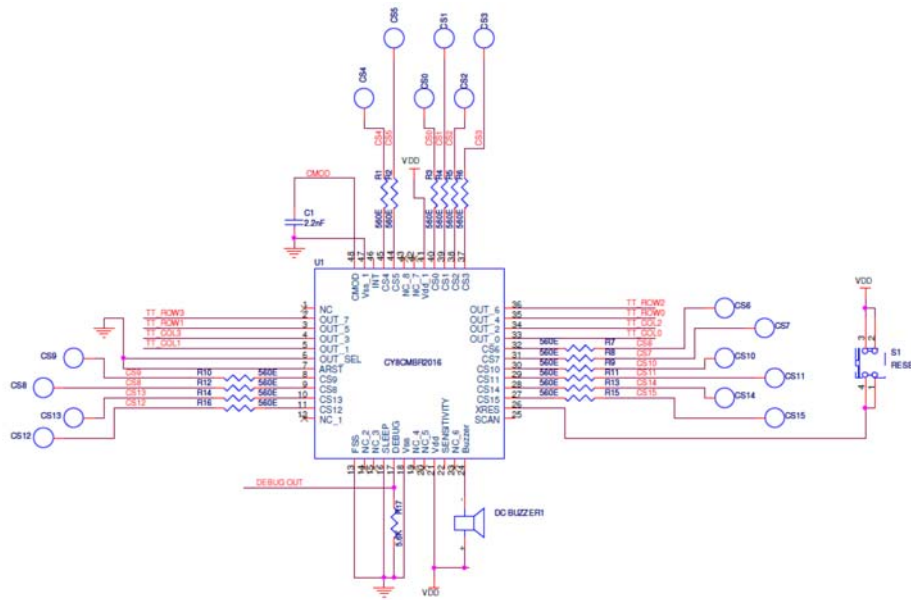 CS5
CS1
CS3
CS4
CS0
CS2
CS4
CS5
CS0
CS1
CS2
CS3
VDD
CMOD
R1
R2
R3
R4
R5
R6
C1
2.2nF
560E
560E
560E
560E
560E
560E
U1
48
47
46
45
44
43
42
41
40
39
38
37
CMOD
Vss_1
INT
CS4
CS5
NC_8
NC_7
Vdd_1
CS0
CS1
CS2
CS3
TT_ROW3
TT_ROW1
TT_COL3
TT_COL1
1 NC
2 OUT_7
3 OUT_5
4 OUT_3
5 OUT_1
6 OUT_SEL
7 ARST
8 CS9
9 CS8
10 CS13
11 CS12
12 NC_1
CY8CMBR2016
OUT_6 36
OUT_4 35
OUT_2 34
OUT_0 33
CS6 32
CS7 31
CS10 30
CS11 29
CS14 28
CS15 27
XRES 26
SCAN 25
TT_ROW2
TT_ROW0
TT_COL2
TT_COL0
560E R7 CS6
560E R8 CS7
560E R9 CS10
560E R11 CS11
560E R13 CS14
560E R15 CS15
CS6
CS7
CS10
CS11
CS14
CS15
VDD
3
2
S1
RESE
4
1
CS9
CS8
CS13
CS12
CS9 R10 560E
CS8 R12 560E
CS13 R14 560E
CS12 R16 560E
FSS
NC_2
NC_3
SLEEP
DEBUG
Vss
NC_4
NC_5
Vdd
SENSITIVITY
NC_6
Buzzer
13
14
15
16
17
18
19
20
21
22
23
24
DEBUG OUT
R17
5.6K
-
DC BUZZER1
+
VDD